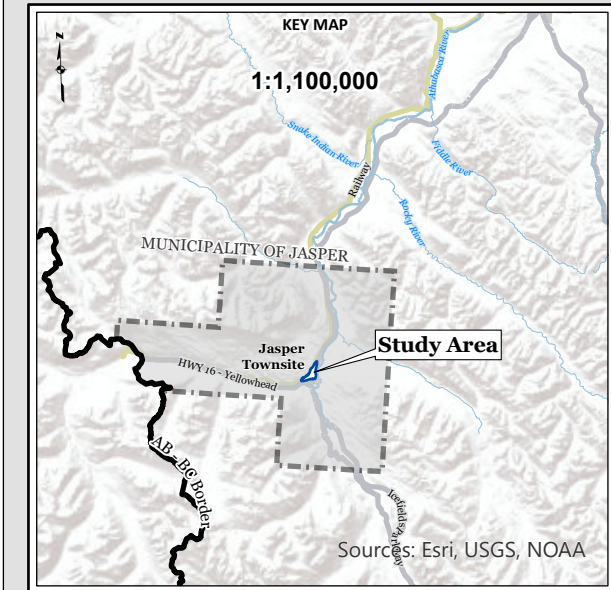 KEY MAP
N
1:1,100,000
Athabasca River
Snake Indian River
Fiddle River
Railway
Rocky River
MUNICIPALITY OF JASPER
Jasper
Townsite
Study Area
HWY 16 - Yellowhead
AB - BC Border
Icefields Parkway
Sources: Esri, USGS, NOAA